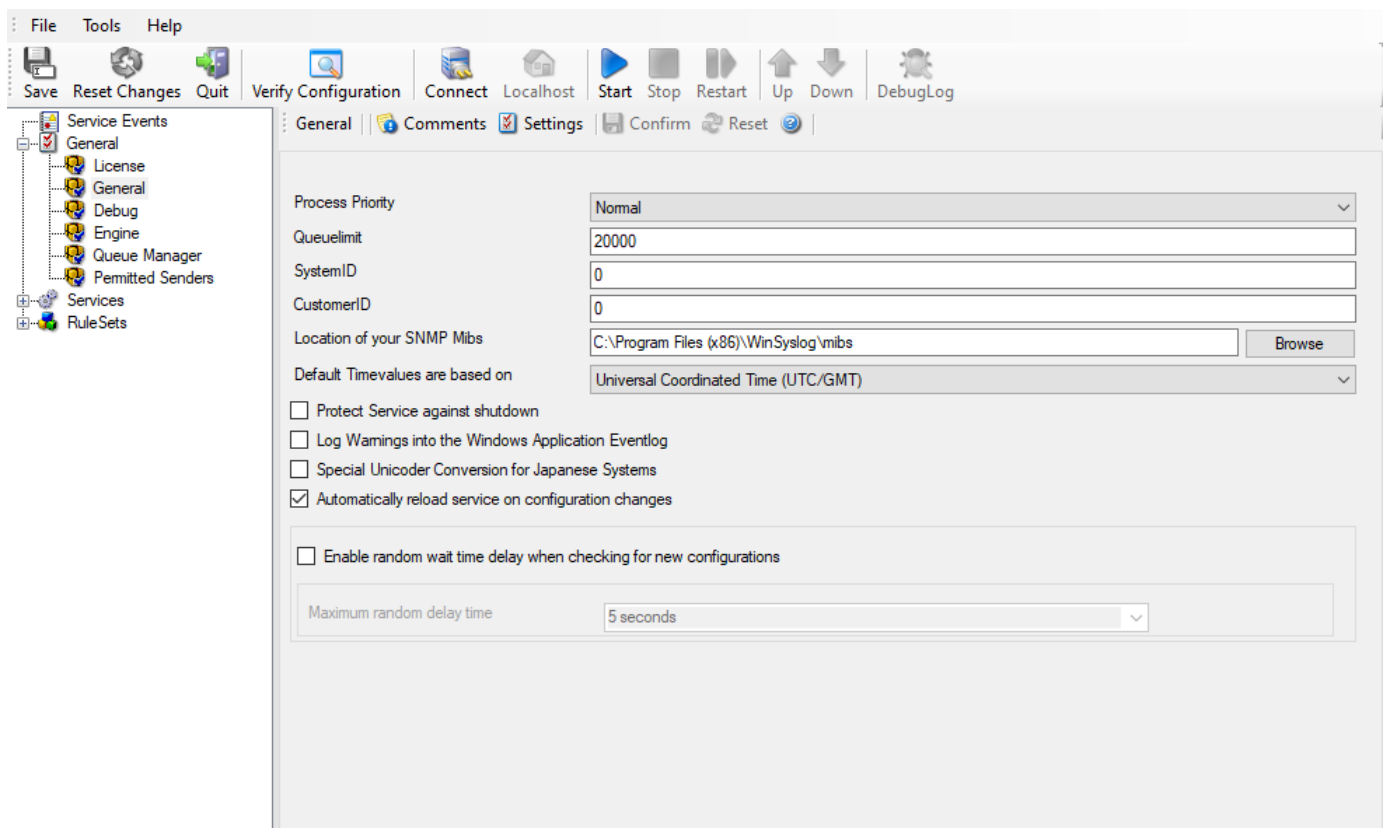 File Tools Help
Save Reset Changes Quit Verify Configuration Connect Localhost Start Stop Restart Up Down DebugLog
Service Events
General
License
General
Debug
Engine
Queue Manager
Permitted Senders
Services
RuleSets
General Comments Settings Confirm Reset
Process Priority Normal
Queuelimit 20000
SystemID 0
CustomerID 0
Location of your SNMP Mibs C:\Program Files (x86)\WinSyslog\mibs Browse
Default Timevalues are based on Universal Coordinated Time (UTC/GMT)
Protect Service against shutdown
Log Warnings into the Windows Application Eventlog
Special Unicoder Conversion for Japanese Systems
Automatically reload service on configuration changes
Enable random wait time delay when checking for new configurations
Maximum random delay time 5 seconds